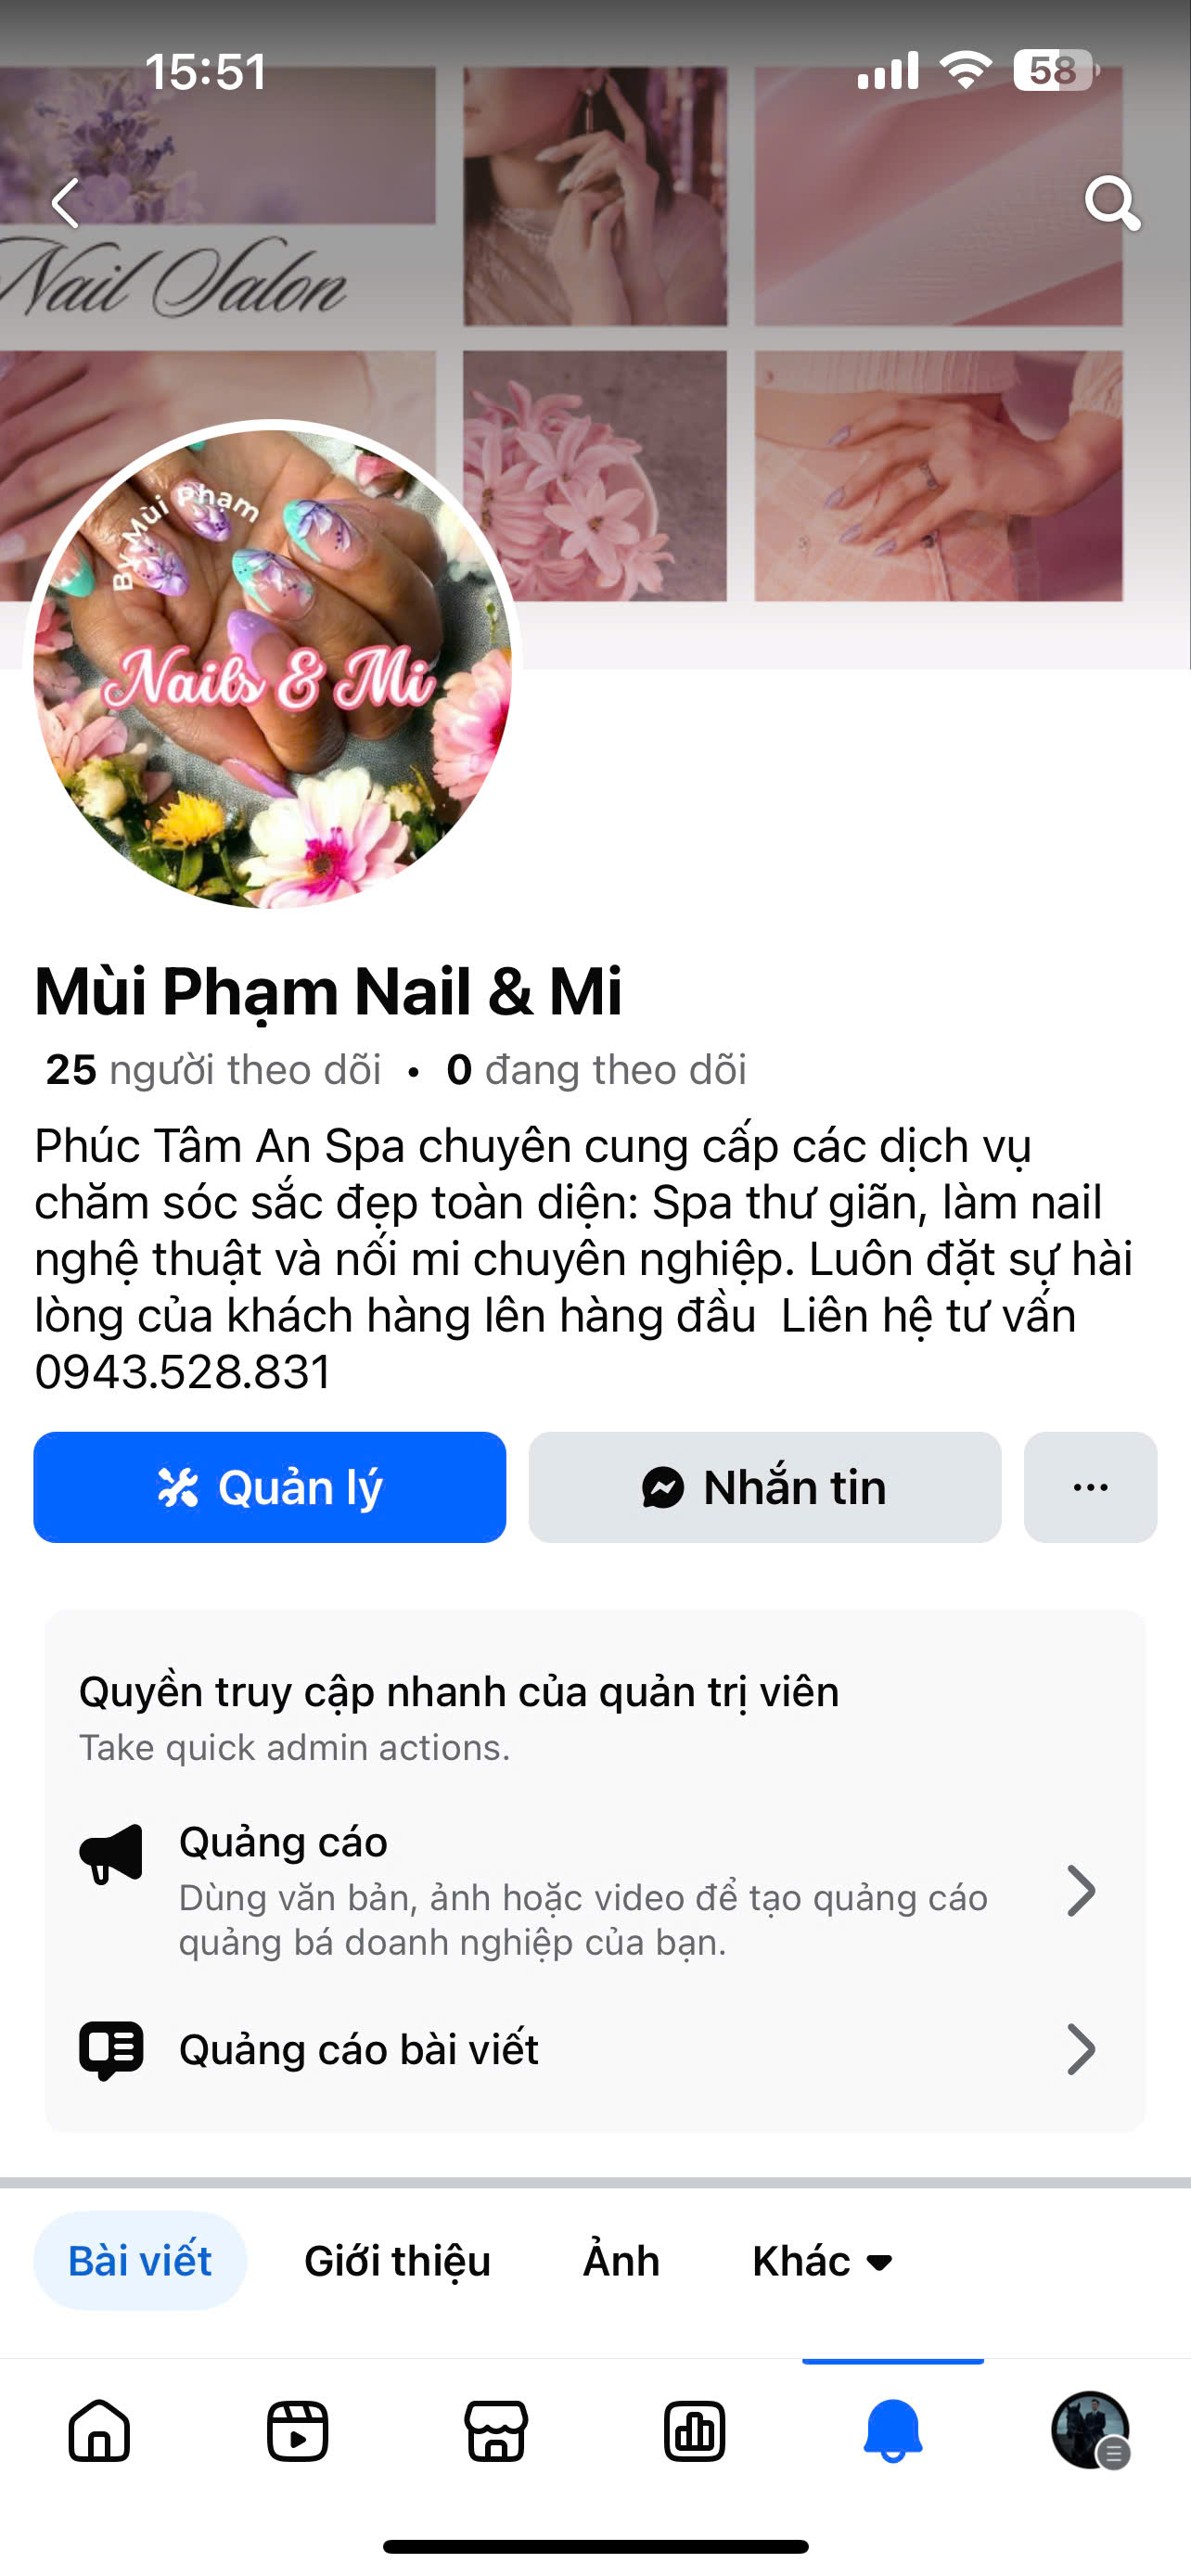 15:51
58
Nail Salon
By Mùi Phạm
Nails & Mi
Mùi Phạm Nail & Mi
25 người theo dõi • 0 đang theo dõi
Phúc Tâm An Spa chuyên cung cấp các dịch vụ
chăm sóc sắc đẹp toàn diện: Spa thư giãn, làm nail
nghệ thuật và nối mi chuyên nghiệp. Luôn đặt sự hài
lòng của khách hàng lên hàng đầu  Liên hệ tư vấn
0943.528.831
Quản lý
Nhắn tin
...
Quyền truy cập nhanh của quản trị viên
Take quick admin actions.
Quảng cáo
Dùng văn bản, ảnh hoặc video để tạo quảng cáo
quảng bá doanh nghiệp của bạn.
Quảng cáo bài viết
Bài viết
Giới thiệu
Ảnh
Khác